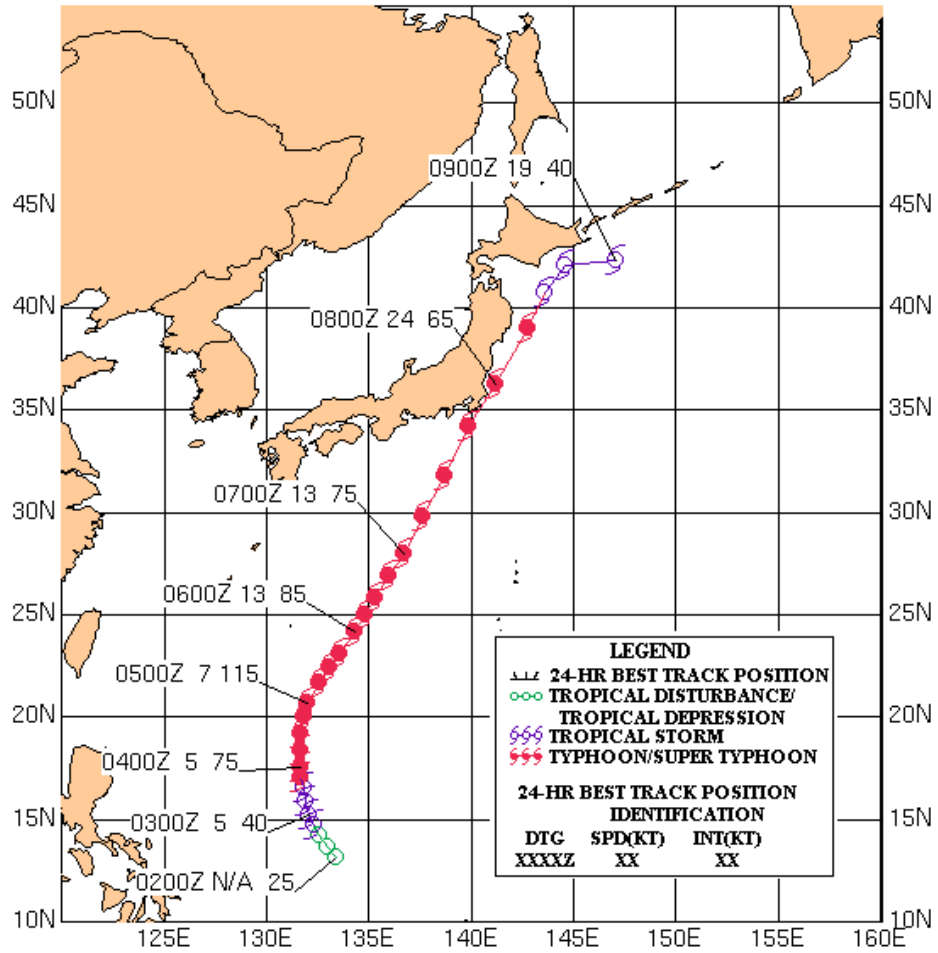 50N
50N
0900Z 19 40
45N
45N
40N
40N
0800Z 24 65
35N
35N
0700Z 13 75
30N
30N
0600Z 13 85
25N
25N
LEGEND
24-HR BEST TRACK POSITION
0500Z 7 115
TROPICAL DISTURBANCE/
TROPICAL DEPRESSION
20N
20N
TROPICAL STORM
TYPHOON/SUPER TYPHOON
0400Z 5 75
24-HR BEST TRACK POSITION
IDENTIFICATION
15N
15N
0300Z 5 40
DTG SPD(KT) INT(KT)
XXXXZ XX XX
0200Z N/A 25
10N
10N
125E 130E 135E 140E 145E 150E 155E 160E